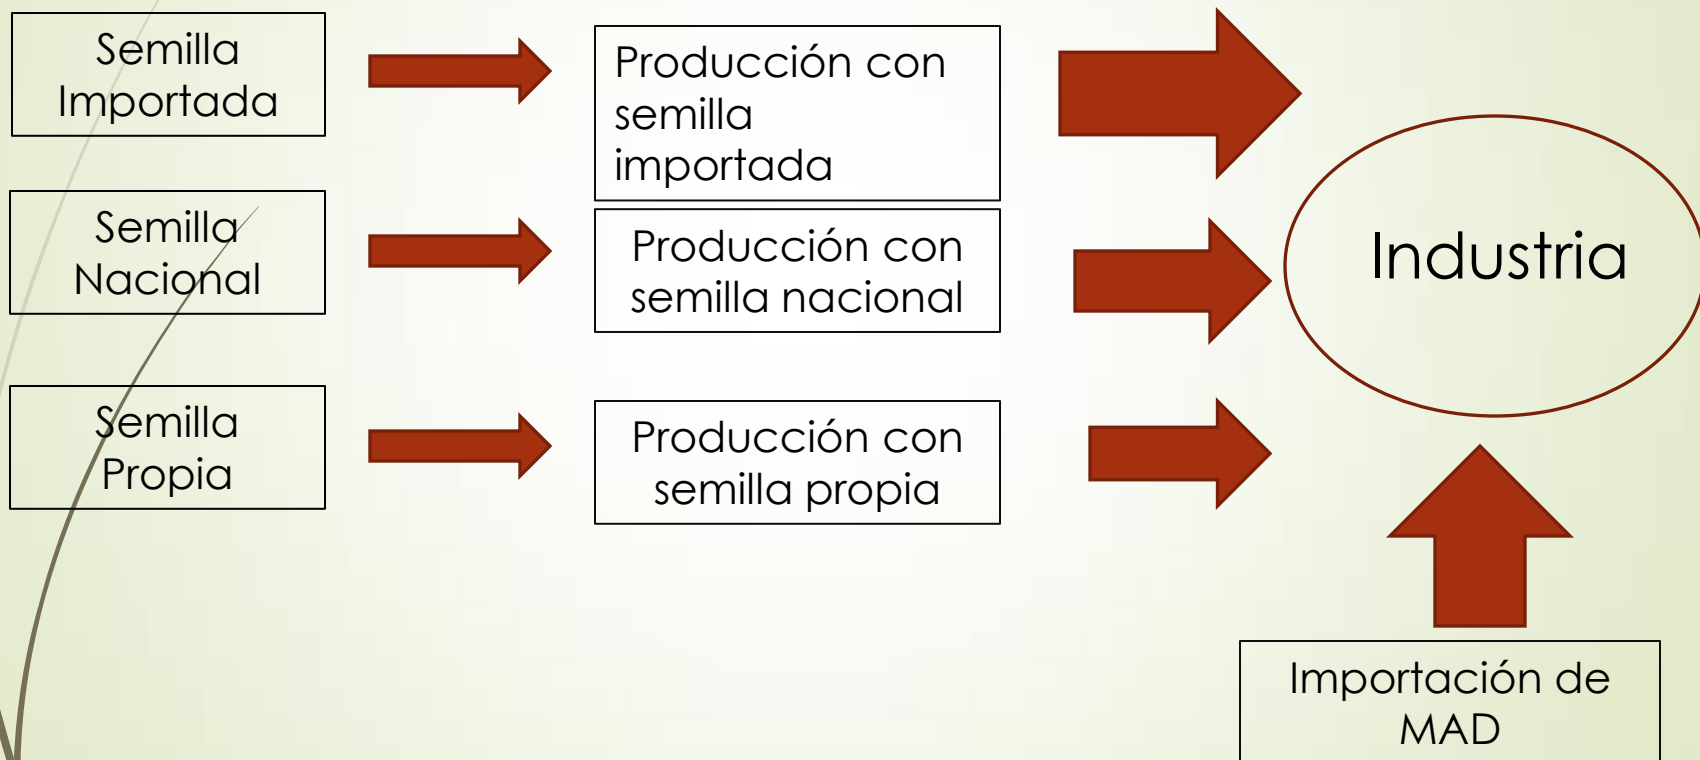 Semilla
Importada
Producción con
semilla
importada
Semilla
Nacional
Producción con
semilla nacional
Industria
Semilla
Propia
Producción con
semilla propia
Importación de
MAD